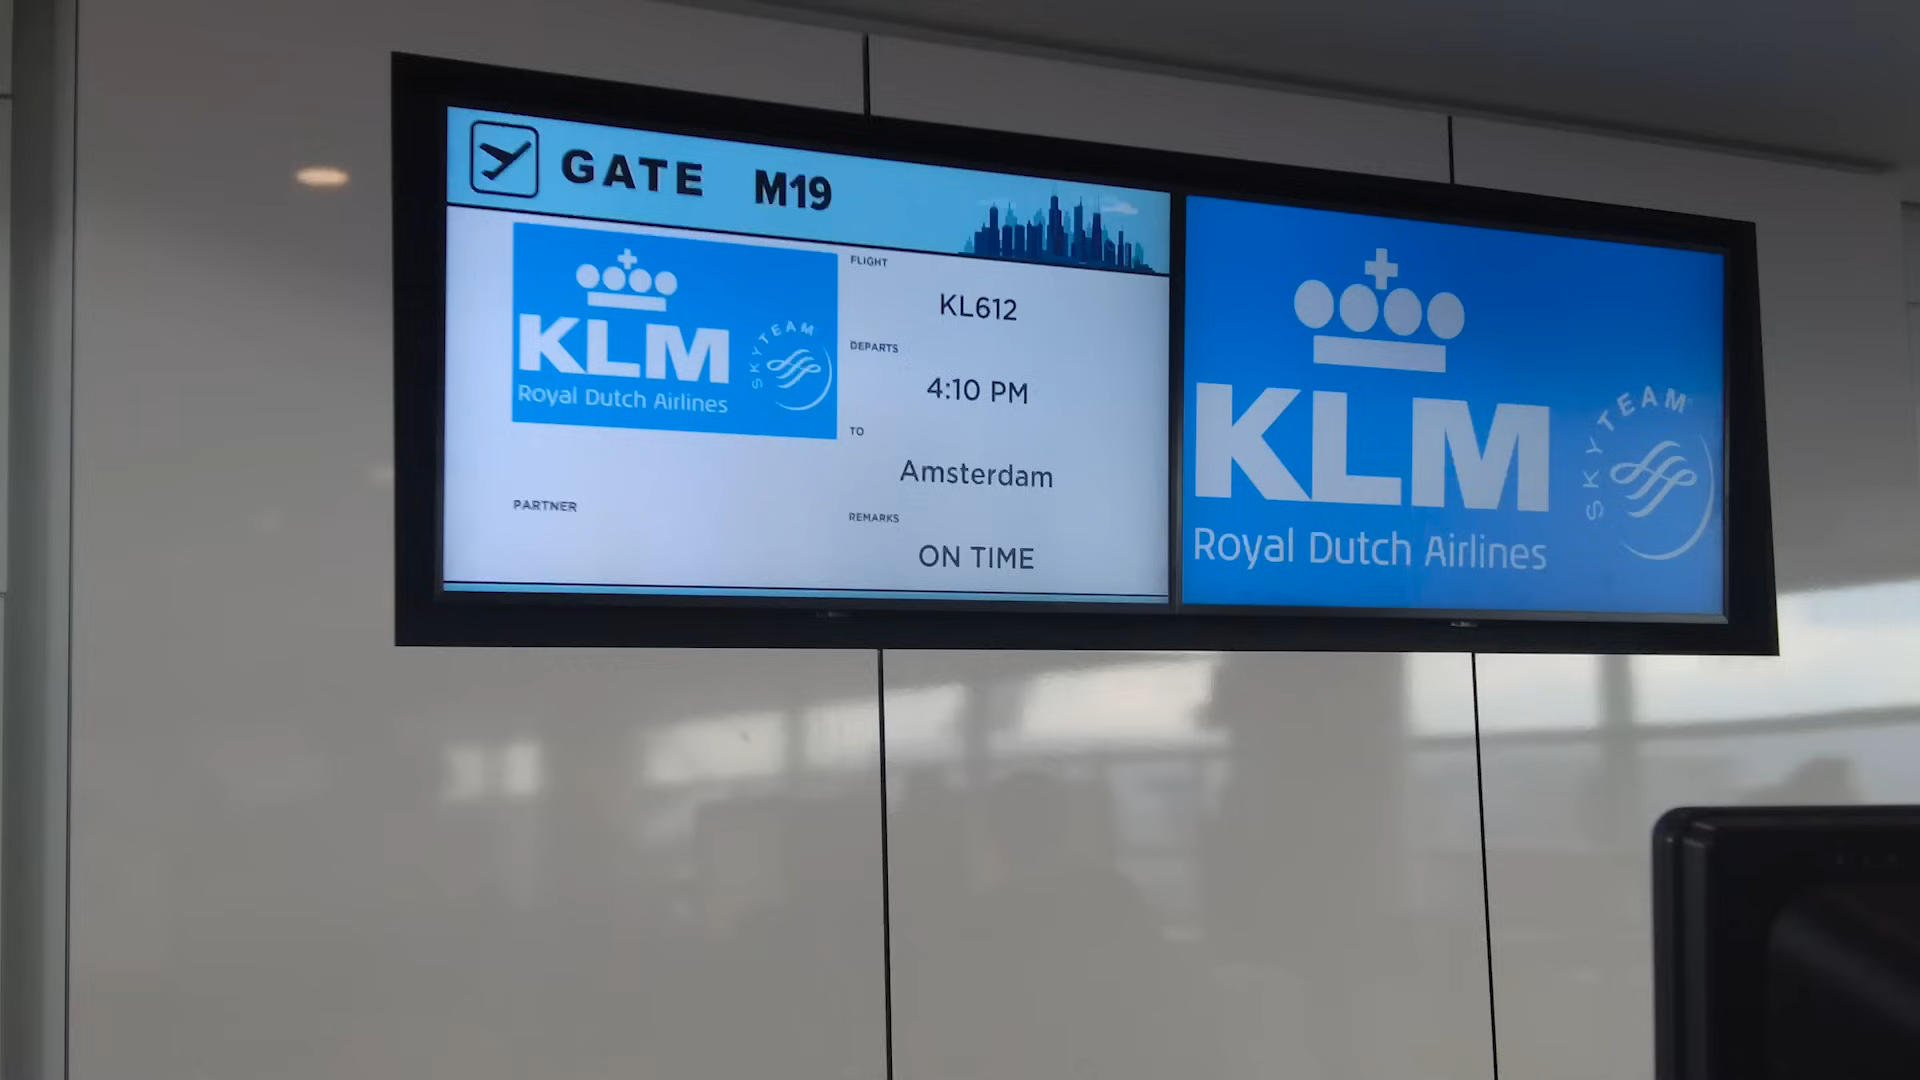 GATE M19
KLM
Royal Dutch Airlines
SKYTEAM
PARTNER
FLIGHT
KL612
DEPARTS
4:10 PM
TO
Amsterdam
REMARKS
ON TIME
KLM
Royal Dutch Airlines
SKYTEAM